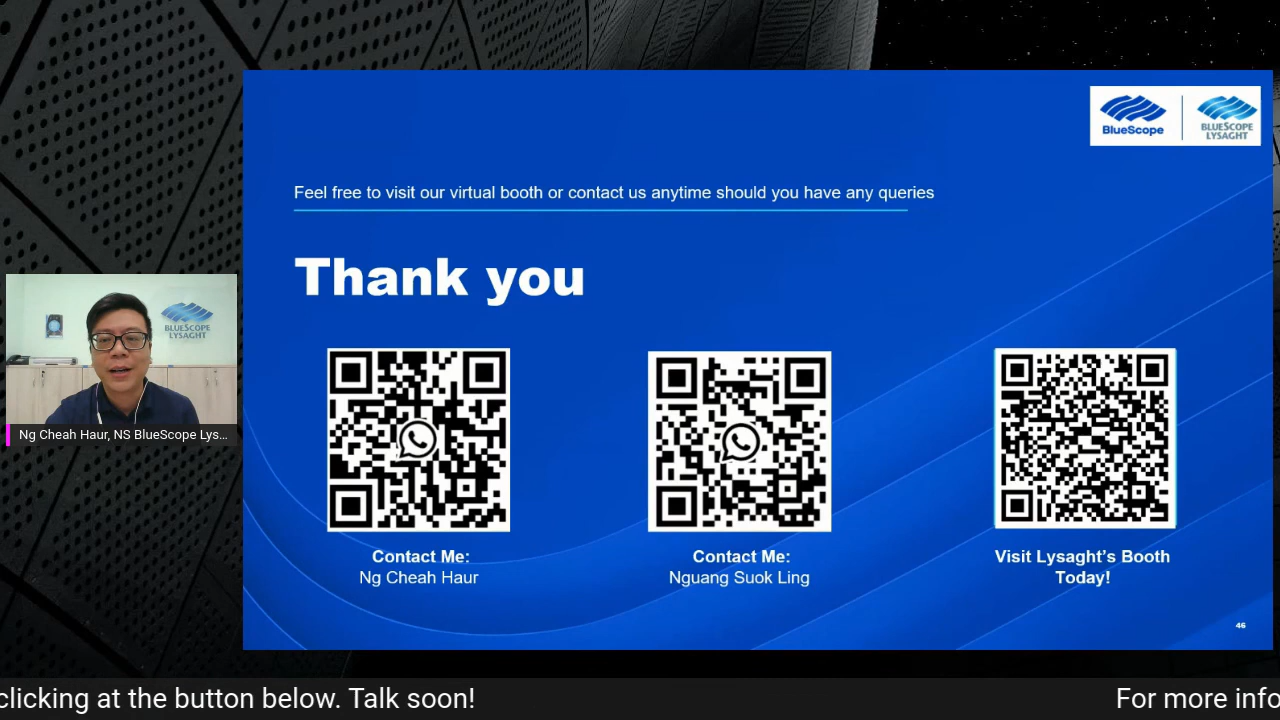 BlueScope
BLUESCOPE
LYSAGHT
Feel free to visit our virtual booth or contact us anytime should you have any queries
Thank you
BLUESCOPE
LYSAGHT
Ng Cheah Haur, NS BlueScope Lys...
Contact Me:
Ng Cheah Haur
Contact Me:
Nguang Suok Ling
Visit Lysaght's Booth
Today!
46
clicking at the button below. Talk soon!
For more info